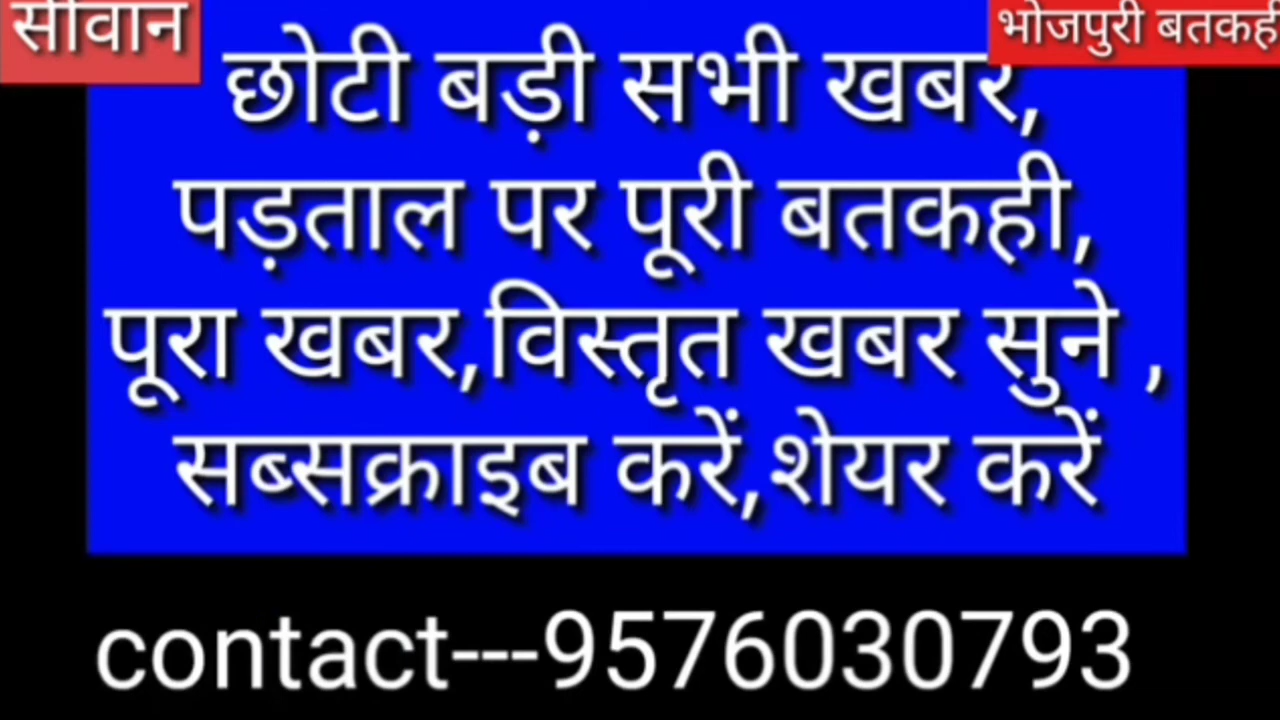 सीवान
भोजपुरी बतकही
छोटी बड़ी सभी खबर,
पड़ताल पर पूरी बतकही,
पूरा खबर,विस्तृत खबर सुने ,
सब्सक्राइब करें,शेयर करें
contact---9576030793